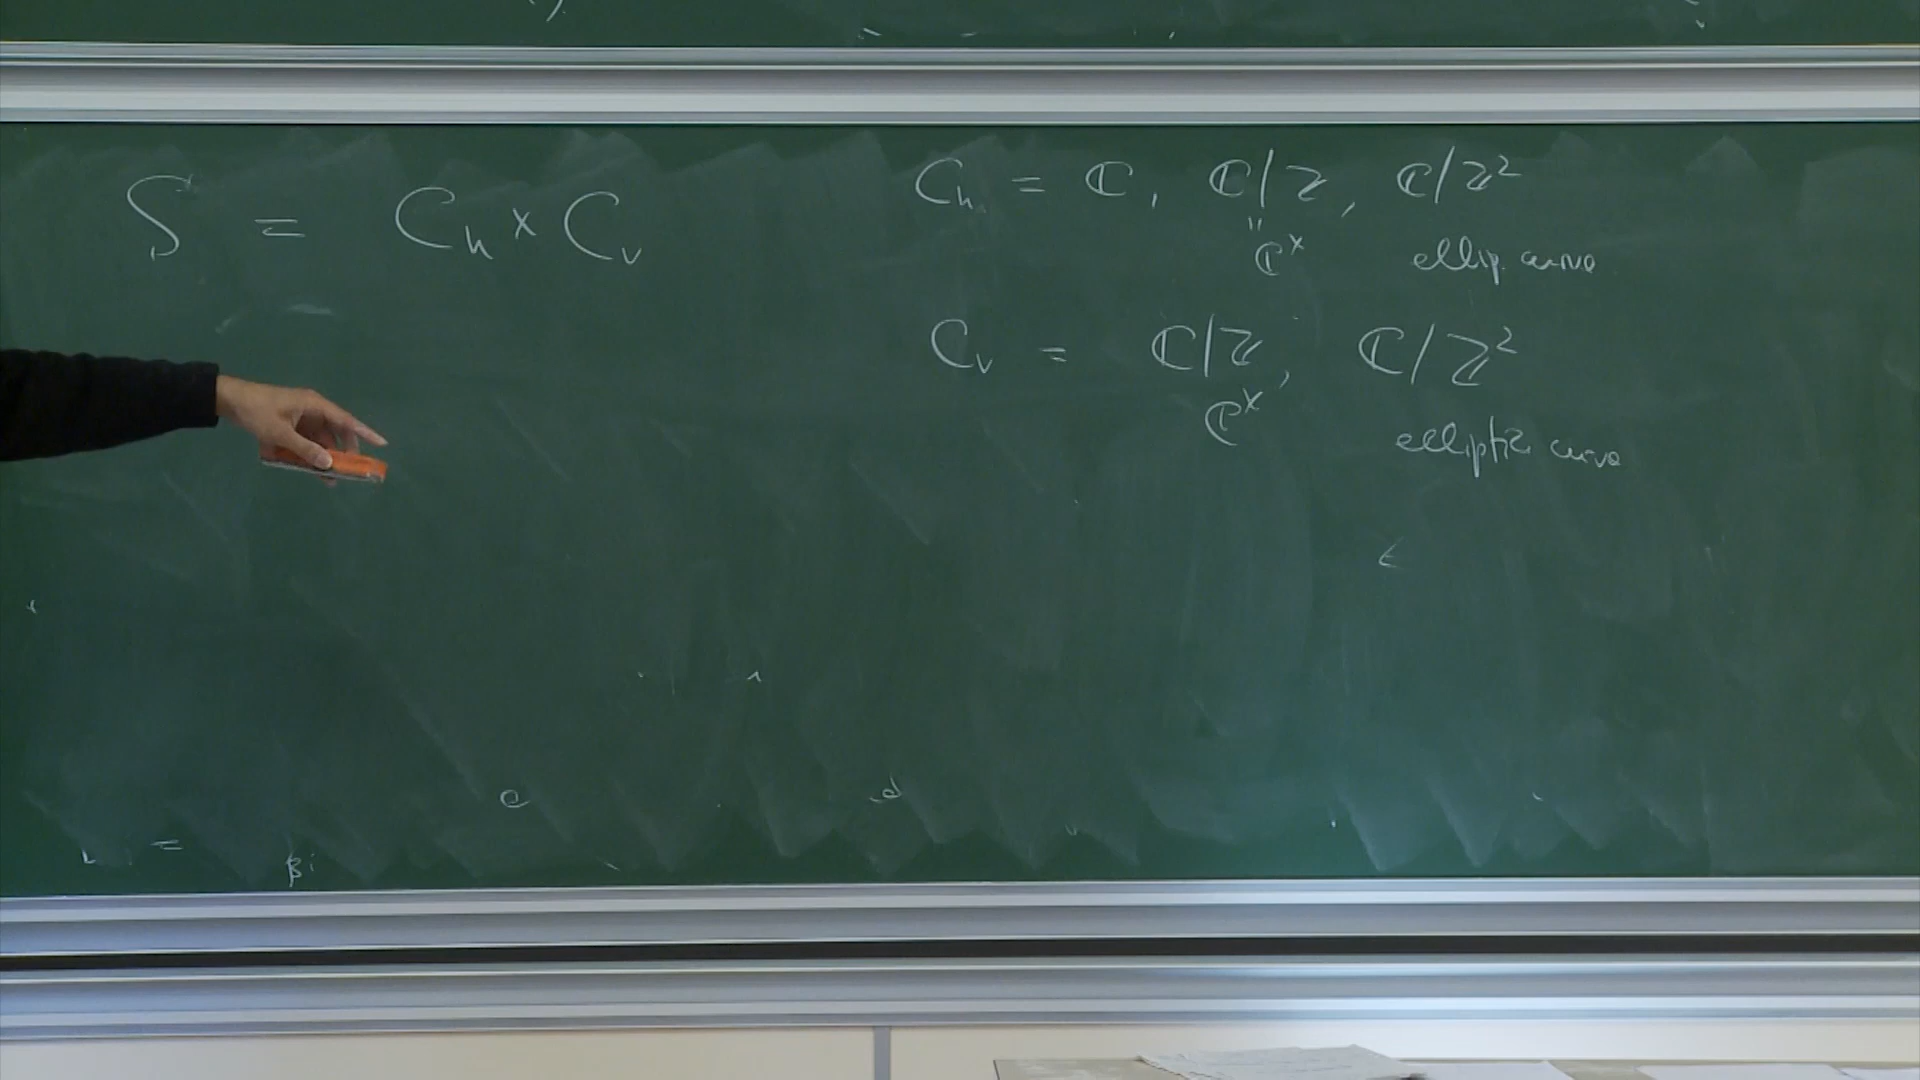 S = C_h × C_v
C_h = ℂ, ℂ/ℤ, ℂ/ℤ²
" ℂ^× ellip. curve
C_v = ℂ/ℤ, ℂ/ℤ²
ℂ^× elliptic curve